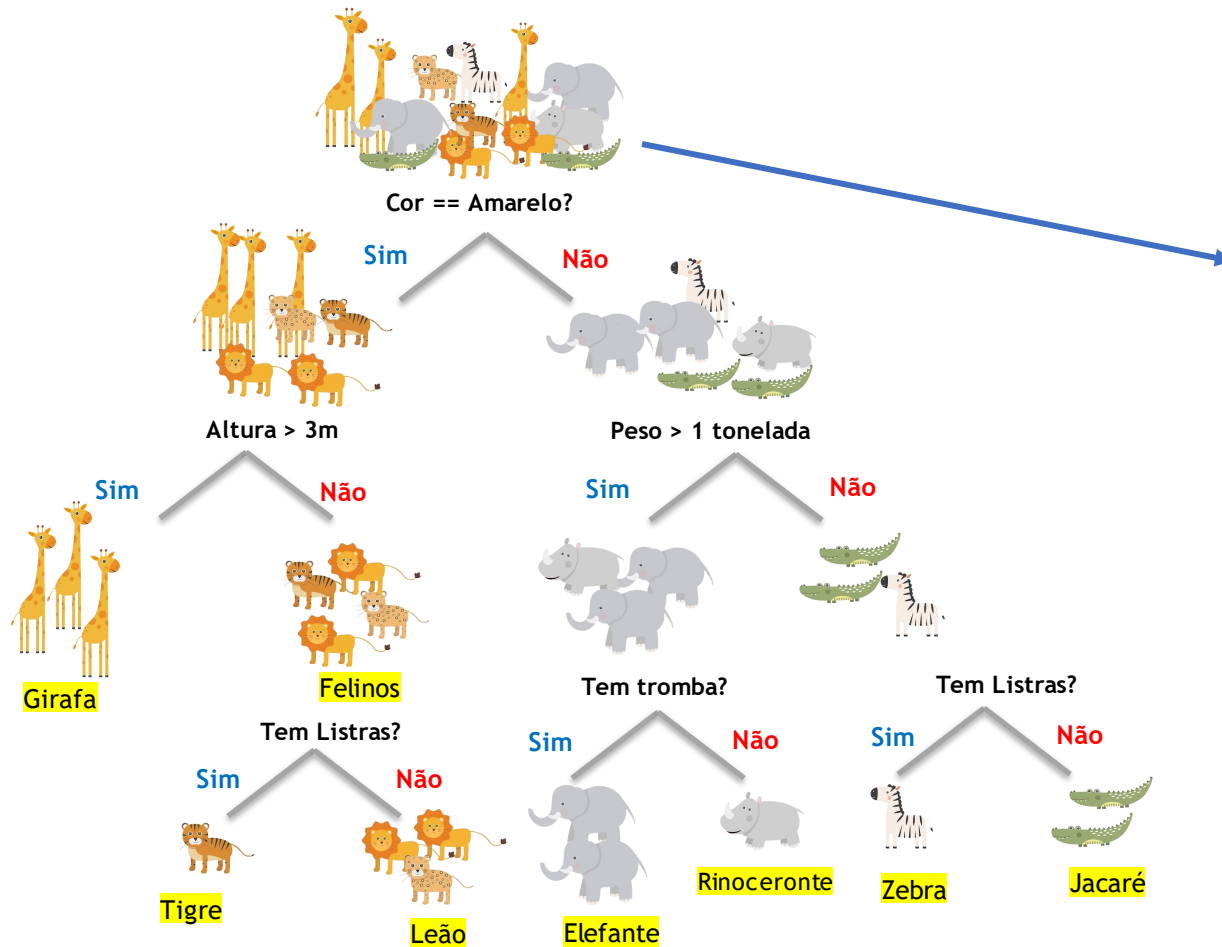 Cor == Amarelo?
Sim
Não
Altura > 3m
Peso > 1 tonelada
Sim
Não
Sim
Não
Girafa
Felinos
Tem tromba?
Tem Listras?
Tem Listras?
Sim
Não
Sim
Não
Sim
Não
Tigre
Leão
Elefante
Rinoceronte
Zebra
Jacaré